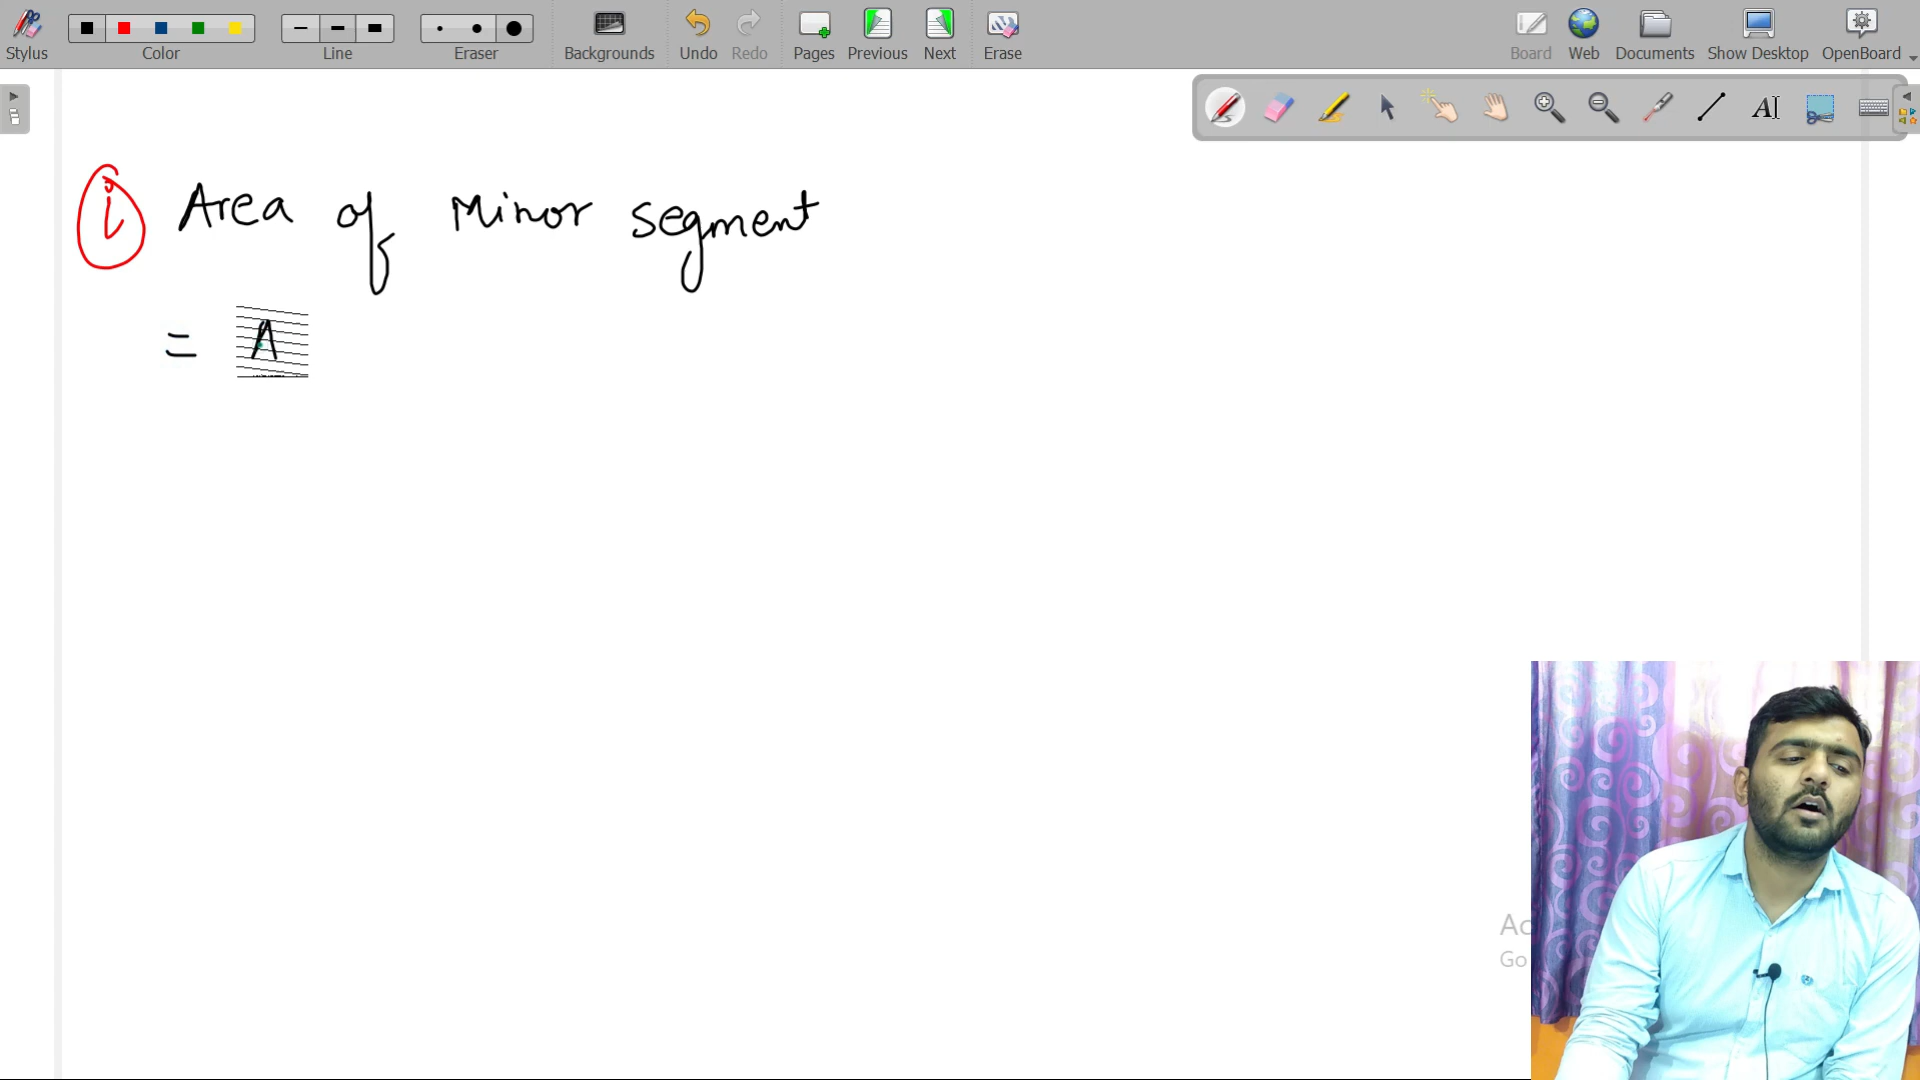 Stylus Color Line Eraser Backgrounds Undo Redo Pages Previous Next Erase Board Web Documents Show Desktop OpenBoard
i Area of Minor segment
= A
Go